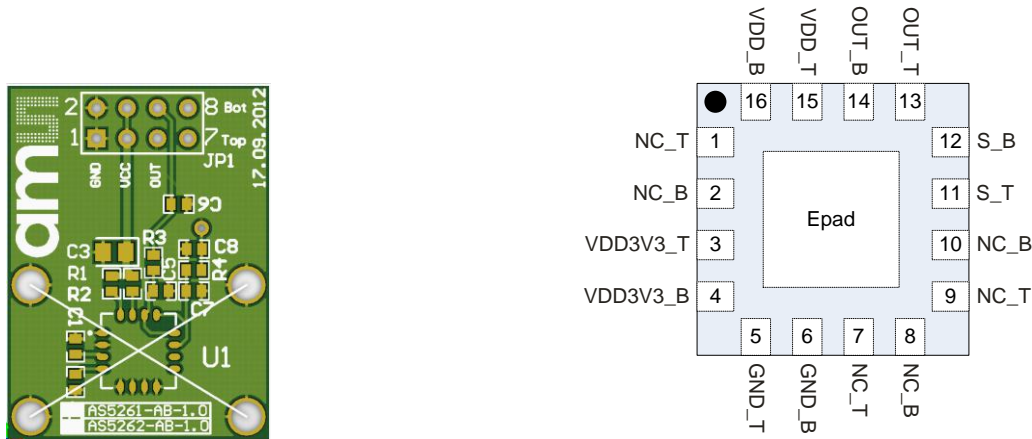 amu
2 8 Bot
1 7 Top
JP1
GND VCC OUT
17.09.2012
C6
C3 R3 C8
R1 C5 R4
R2 C7
C1
U1
AS5261-AB-1.0
AS5262-AB-1.0
VDD_B VDD_T OUT_B OUT_T
16 15 14 13
NC_T 1 12 S_B
NC_B 2 11 S_T
Epad
VDD3V3_T 3 10 NC_B
VDD3V3_B 4 9 NC_T
5 6 7 8
GND_T GND_B NC_T NC_B